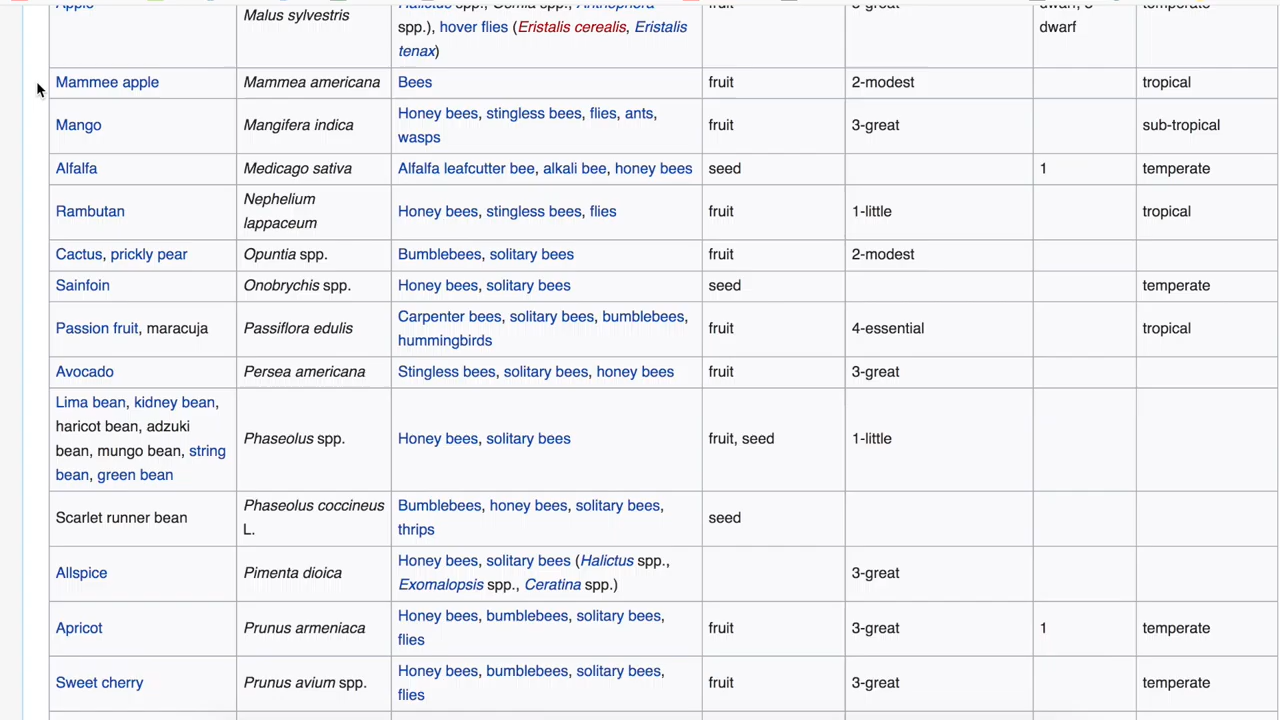 Apple
Malus sylvestris
spp., Osmia spp., Anthophora
spp.), hover flies (Eristalis cerealis, Eristalis
tenax)
fruit
3-great
dwarf
temperate
Mammee apple
Mammea americana
Bees
fruit
2-modest
tropical
Mango
Mangifera indica
Honey bees, stingless bees, flies, ants,
wasps
fruit
3-great
sub-tropical
Alfalfa
Medicago sativa
Alfalfa leafcutter bee, alkali bee, honey bees
seed
1
temperate
Rambutan
Nephelium
lappaceum
Honey bees, stingless bees, flies
fruit
1-little
tropical
Cactus, prickly pear
Opuntia spp.
Bumblebees, solitary bees
fruit
2-modest
Sainfoin
Onobrychis spp.
Honey bees, solitary bees
seed
temperate
Passion fruit, maracuja
Passiflora edulis
Carpenter bees, solitary bees, bumblebees,
hummingbirds
fruit
4-essential
tropical
Avocado
Persea americana
Stingless bees, solitary bees, honey bees
fruit
3-great
Lima bean, kidney bean,
haricot bean, adzuki
bean, mungo bean, string
bean, green bean
Phaseolus spp.
Honey bees, solitary bees
fruit, seed
1-little
Scarlet runner bean
Phaseolus coccineus
L.
Bumblebees, honey bees, solitary bees,
thrips
seed
Allspice
Pimenta dioica
Honey bees, solitary bees (Halictus spp.,
Exomalopsis spp., Ceratina spp.)
3-great
Apricot
Prunus armeniaca
Honey bees, bumblebees, solitary bees,
flies
fruit
3-great
1
temperate
Sweet cherry
Prunus avium spp.
Honey bees, bumblebees, solitary bees,
flies
fruit
3-great
temperate